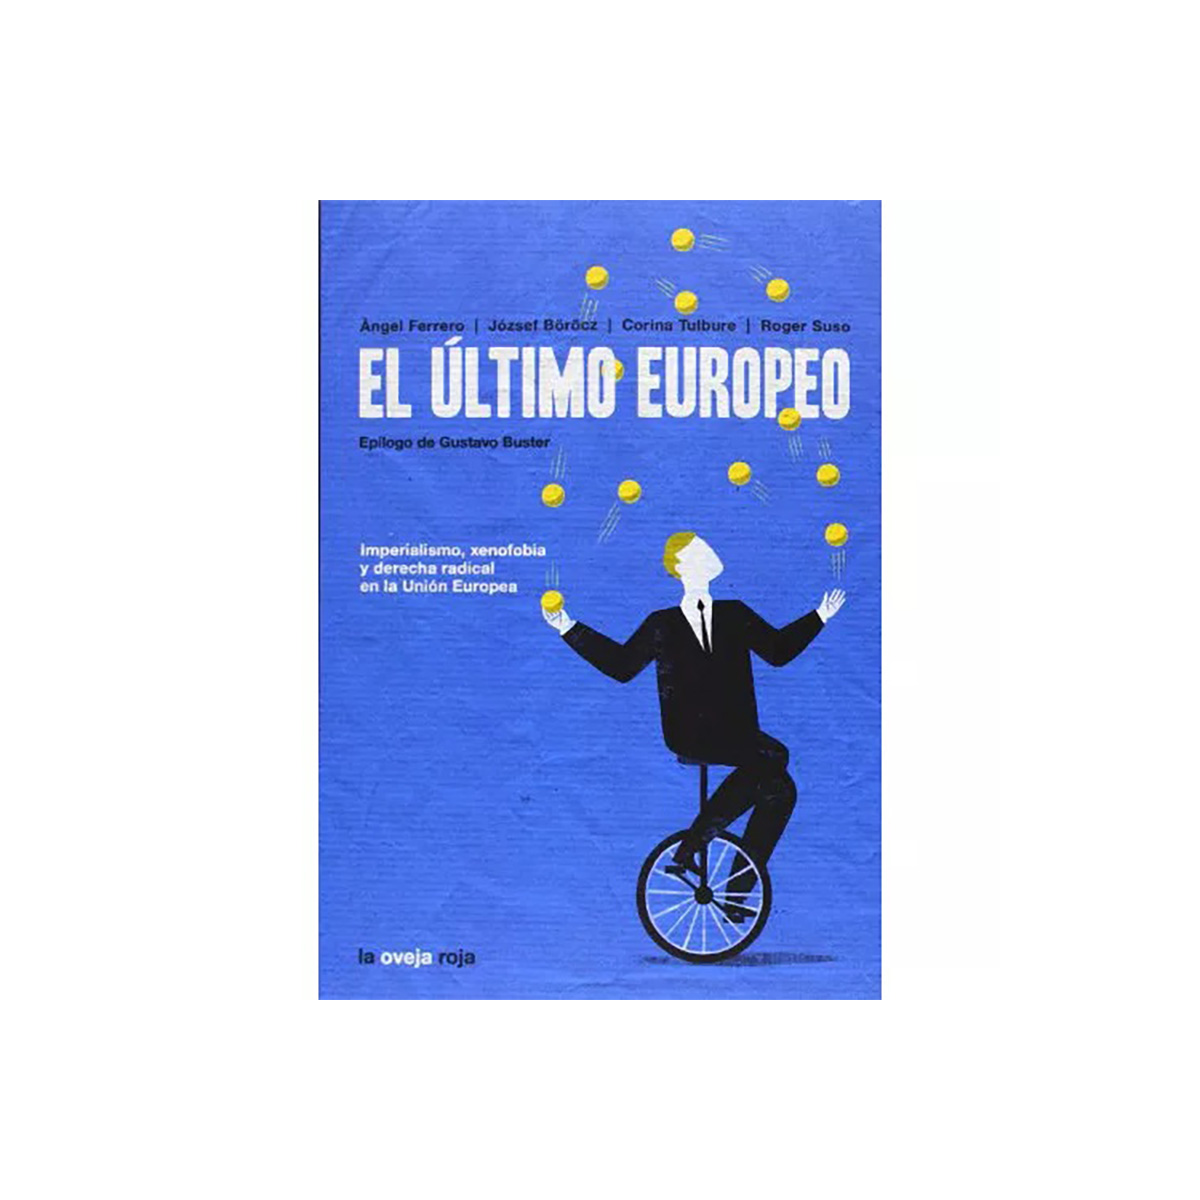 Àngel Ferrero | József Böröcz | Corina Tulbure | Roger Suso
EL ÚLTIMO EUROPEO
Epílogo de Gustavo Buster
Imperialismo, xenofobia
y derecha radical
en la Unión Europea
la oveja roja